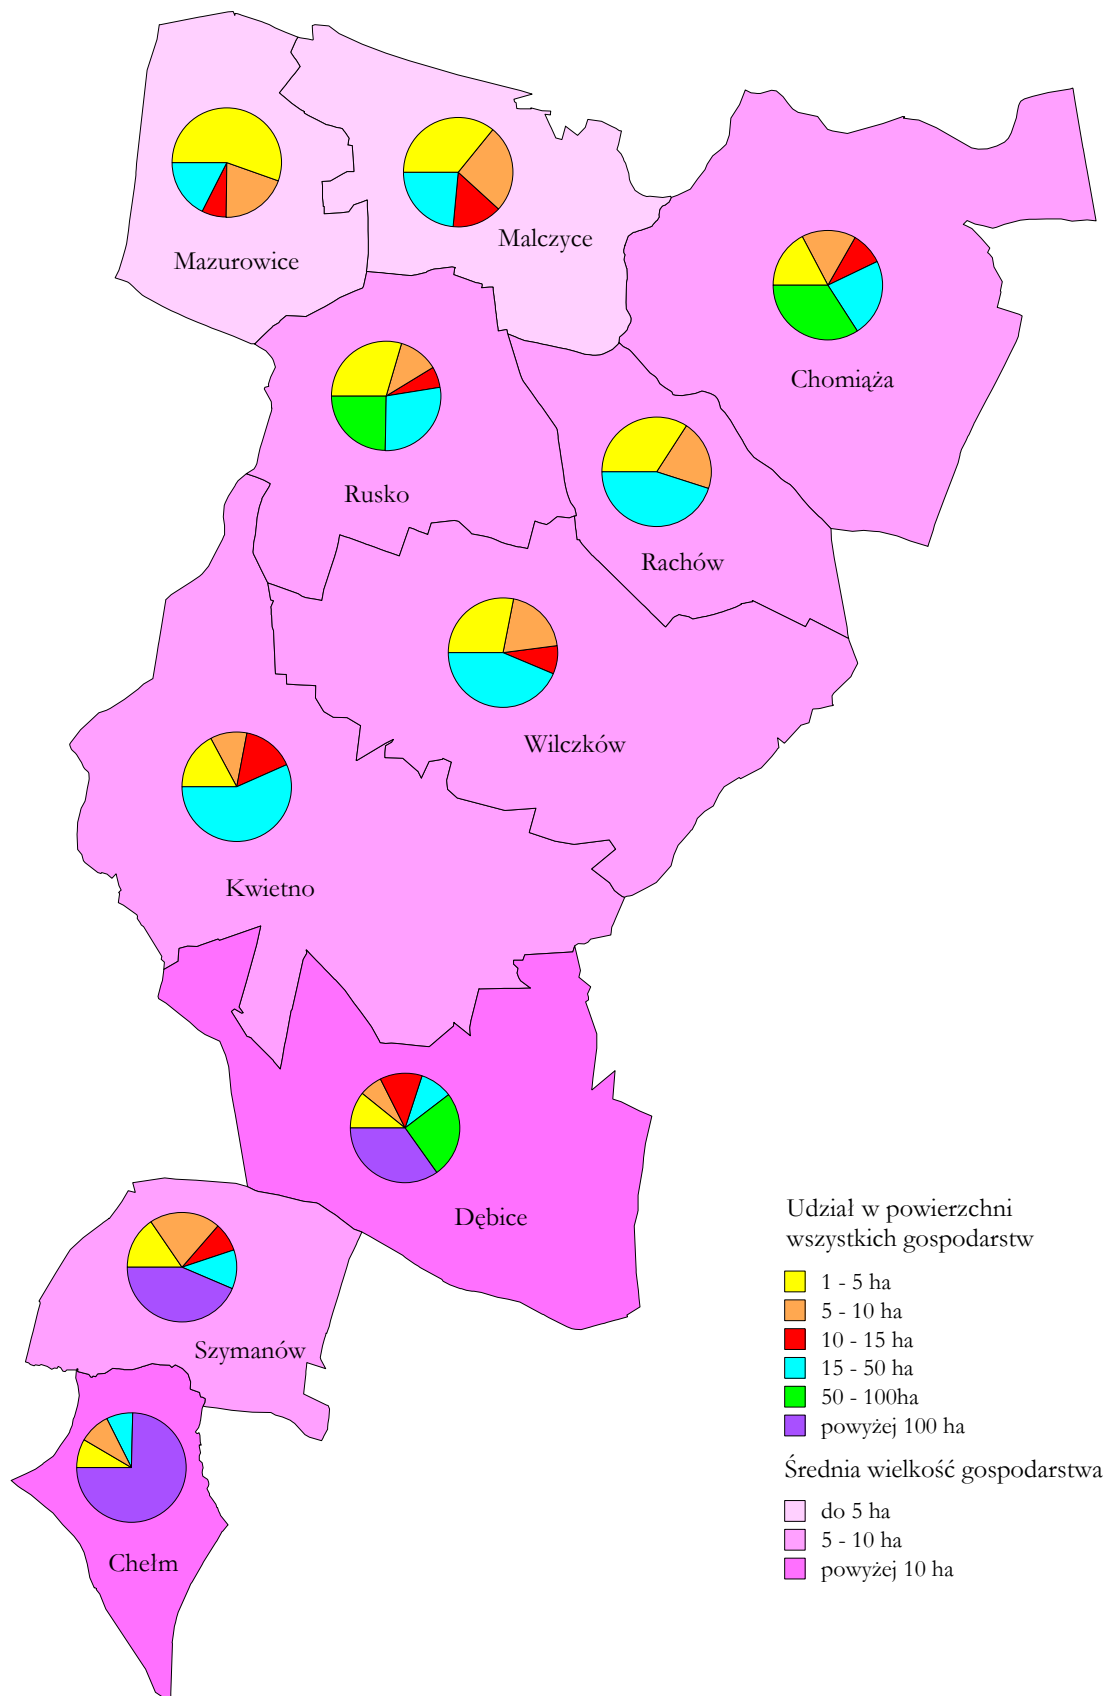 Mazurowice
Malczyce
Chomiąża
Rusko
Rachów
Wilczków
Kwietno
Dębice
Szymanów
Chełm
Udział w powierzchni
wszystkich gospodarstw
1 - 5 ha
5 - 10 ha
10 - 15 ha
15 - 50 ha
50 - 100ha
powyżej 100 ha
Średnia wielkość gospodarstwa
do 5 ha
5 - 10 ha
powyżej 10 ha